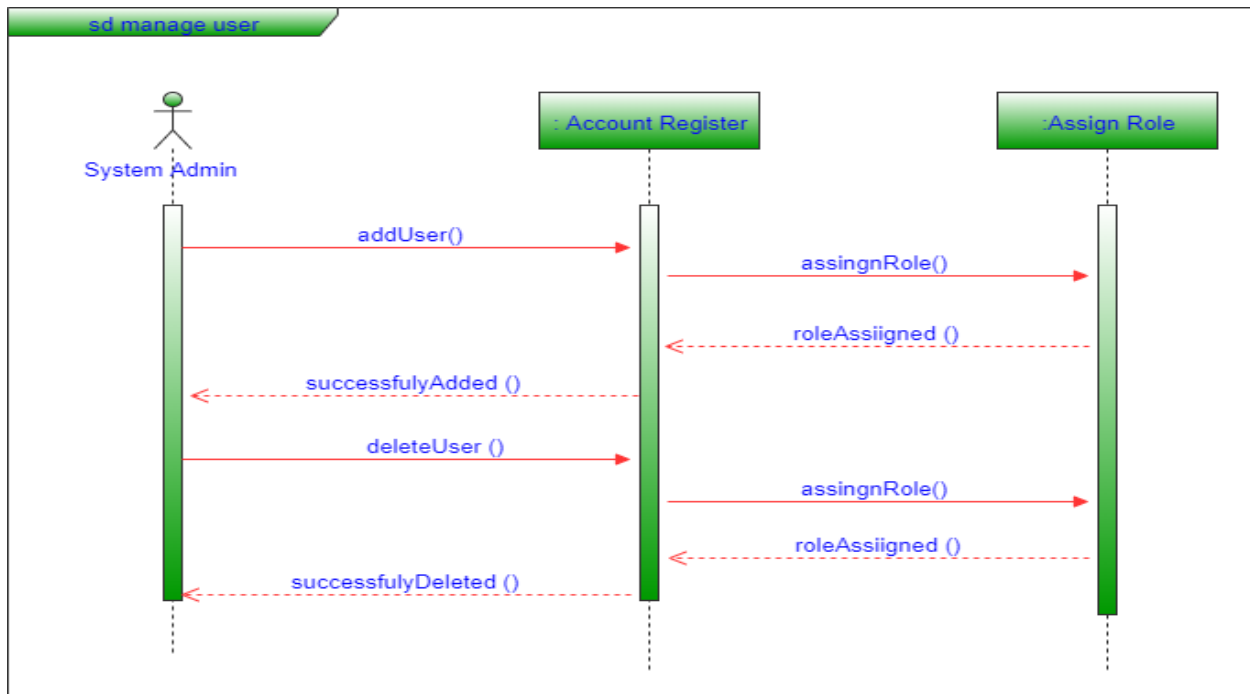 sd manage user
System Admin
: Account Register
:Assign Role
addUser()
assingnRole()
roleAssiigned ()
successfulyAdded ()
deleteUser ()
assingnRole()
roleAssiigned ()
successfulyDeleted ()